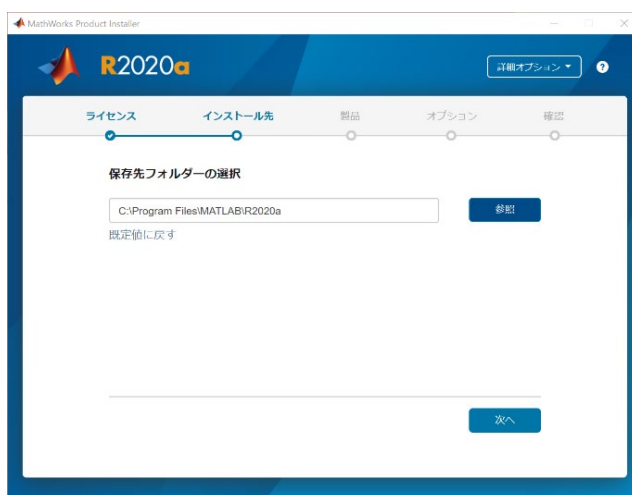 MathWorks Product Installer
R2020a
詳細オプション
?
ライセンス インストール先 製品 オプション 確認
保存先フォルダーの選択
C:\Program Files\MATLAB\R2020a
参照
既定値に戻す
次へ